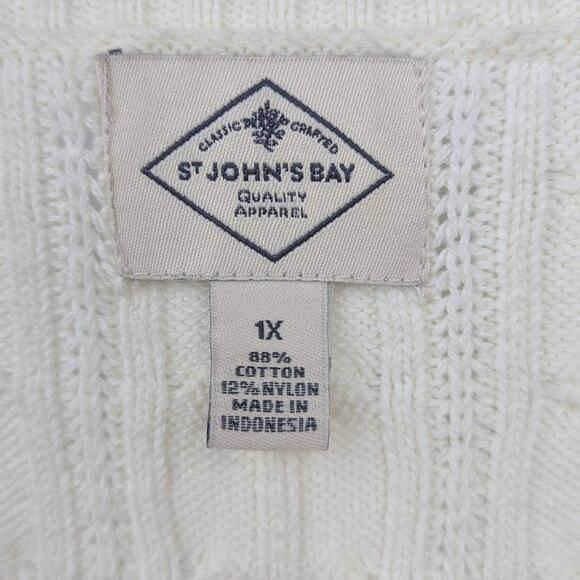 CLASSIC CRAFTED
ST JOHN'S BAY
QUALITY
APPAREL
1X
88%
COTTON
12% NYLON
MADE IN
INDONESIA